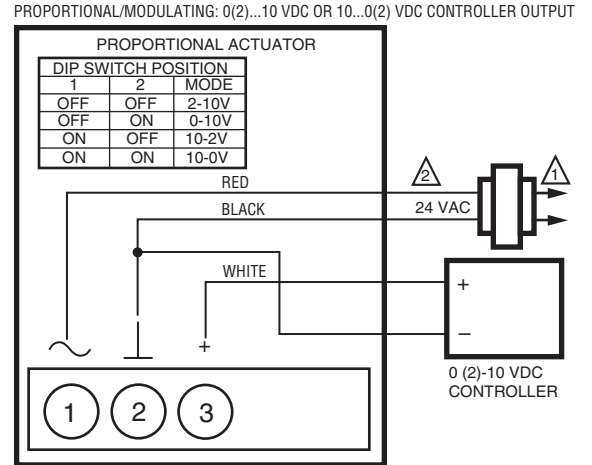 PROPORTIONAL/MODULATING: 0(2)...10 VDC OR 10...0(2) VDC CONTROLLER OUTPUT
PROPORTIONAL ACTUATOR
DIP SWITCH POSITION
1 2 MODE
OFF OFF 2-10V
OFF ON 0-10V
ON OFF 10-2V
ON ON 10-0V
RED
2
1
BLACK
24 VAC
WHITE
+
–
+
0 (2)-10 VDC
CONTROLLER
1 2 3